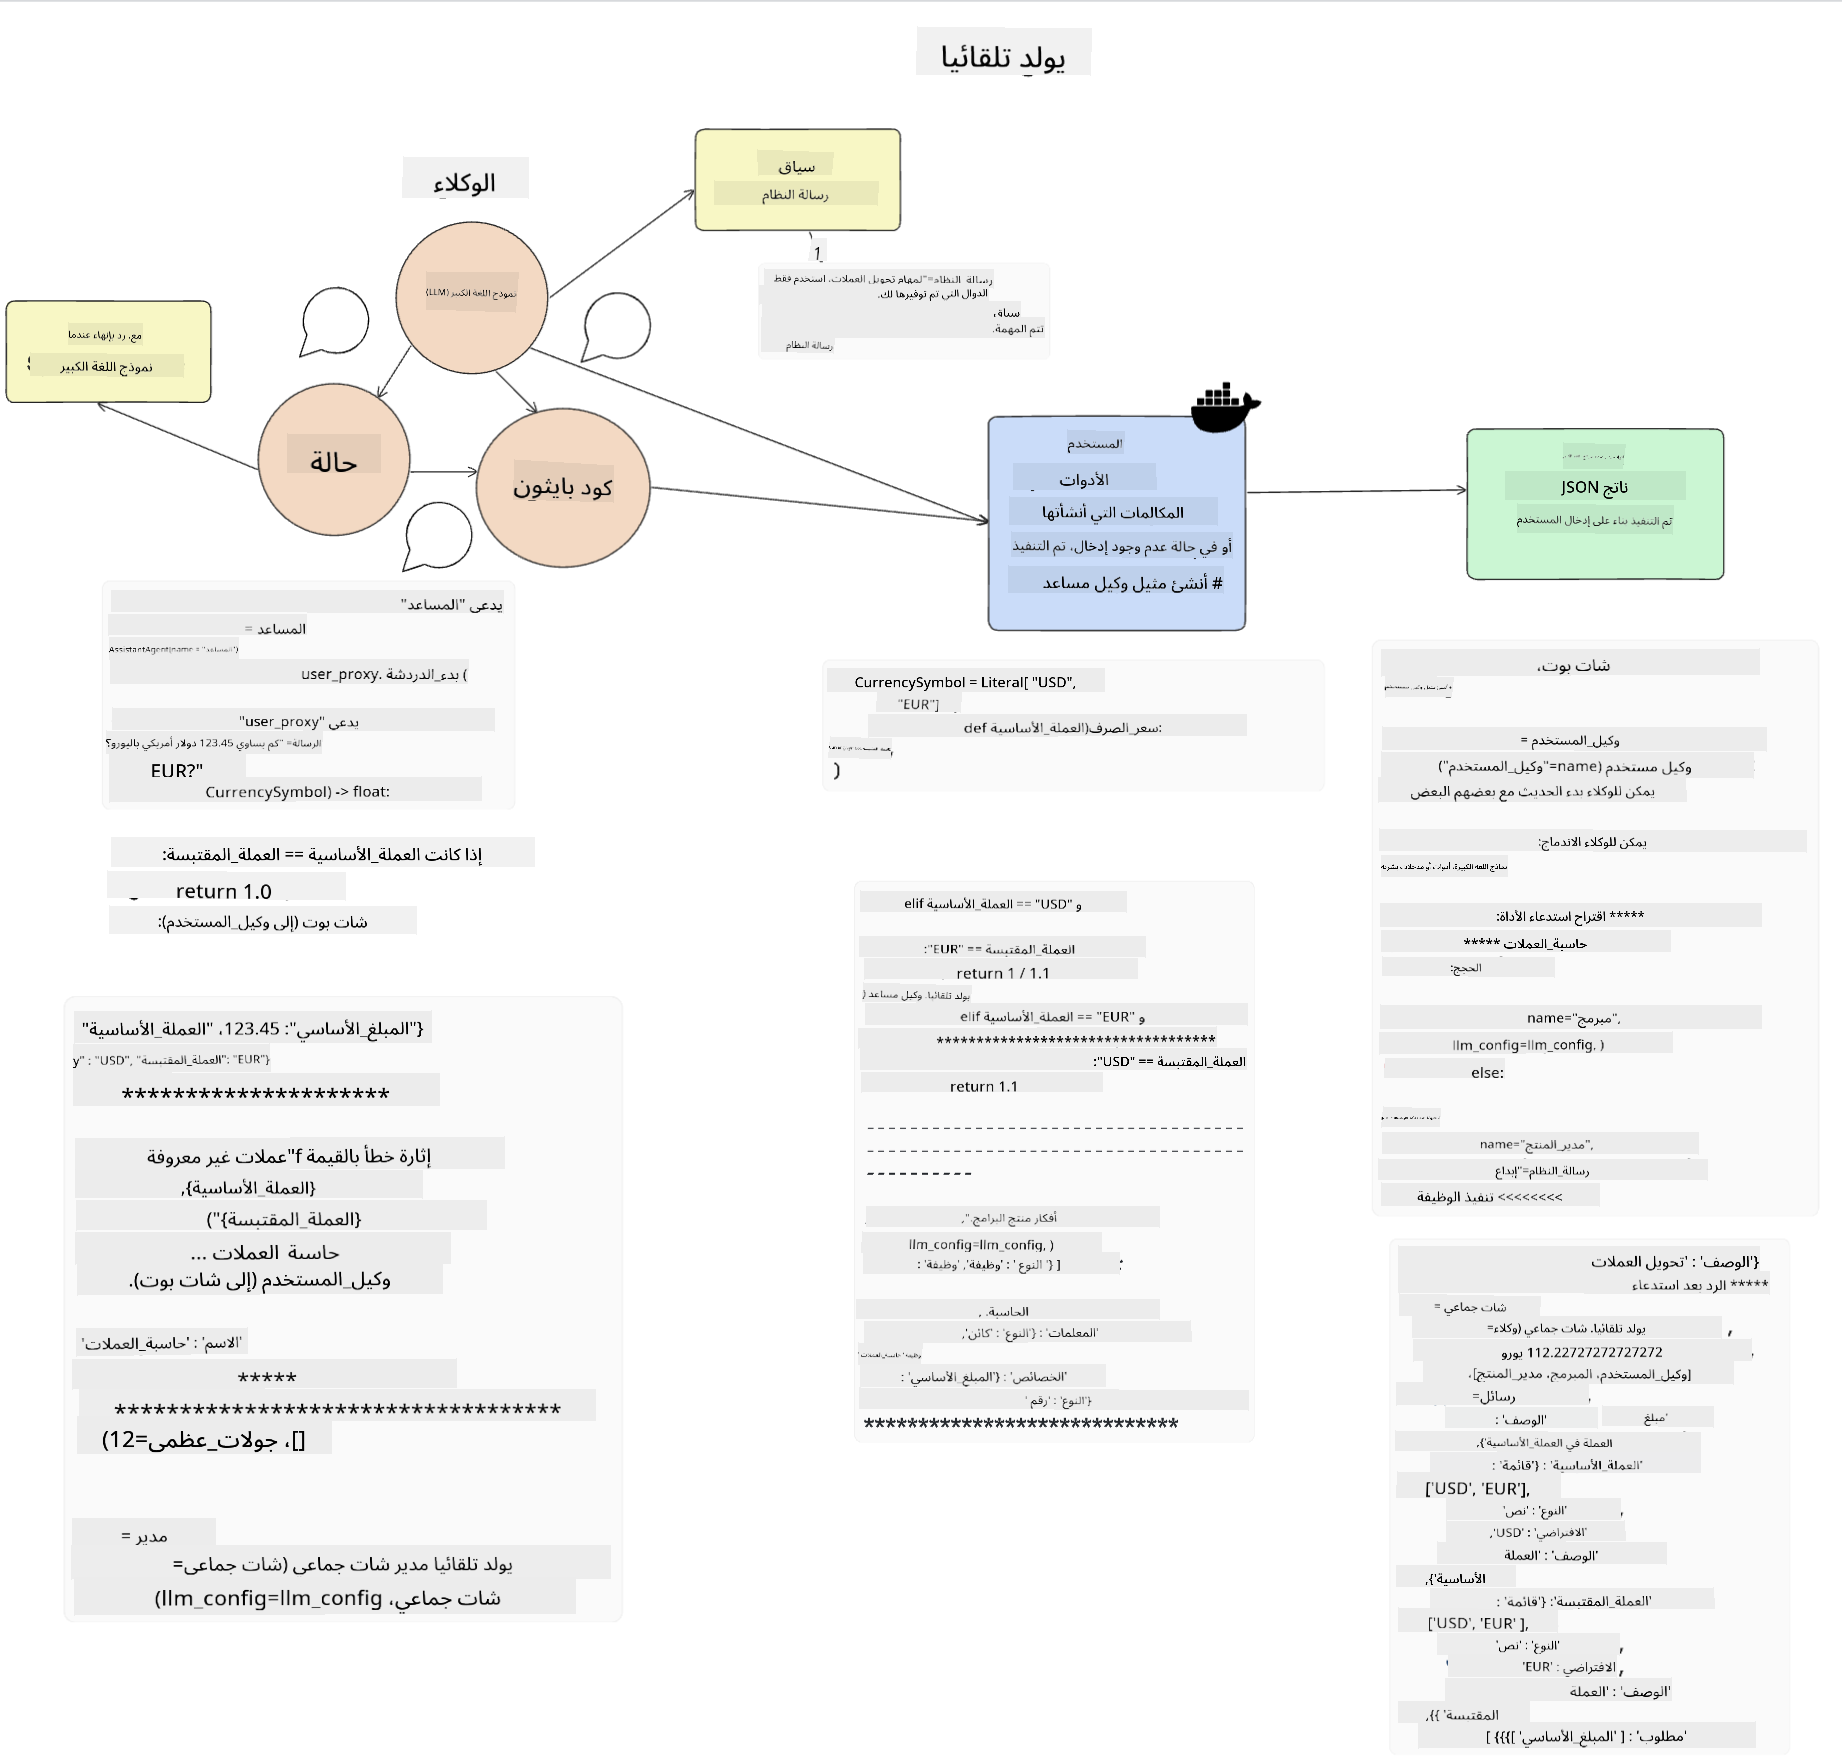 يولد تلقائيا
الوكلاء
سياق
رسالة النظام
نموذج اللغة الكبير (LLM)
1
رسالة_النظام="لمهام تحويل العملات، استخدم فقط
الدوال التي تم توفيرها لك.
سياق،
تتم المهمة.
رسالة النظام
مع، رد بإنهاء عندما
نموذج اللغة الكبير
حالة
كود بايثون
المستخدم
الأدوات
المكالمات التي أنشأتها
أو في حالة عدم وجود إدخال، تم التنفيذ
# أنشئ مثيل وكيل مساعد
ناتج JSON
تم التنفيذ بناء على إدخال المستخدم
يدعى "المساعد"
المساعد =
AssistantAgent(name = "المساعد")
user_proxy. بدء_الدردشة (
يدعى "user_proxy"
الرسالة= "كم يساوي 123.45 دولار أمريكي باليورو؟
EUR?"
CurrencySymbol) -> float:
إذا كانت العملة_الأساسية == العملة_المقتبسة:
return 1.0
شات بوت (إلى وكيل_المستخدم):
{"المبلغ_الأساسي": 123.45، "العملة_الأساسية"
y" : "USD", "العملة_المقتبسة": "EUR"}
*********************
إثارة خطأ بالقيمة f"عملات غير معروفة
{العملة_الأساسية},
{العملة_المقتبسة}")
حاسبة_العملات ...
وكيل_المستخدم (إلى شات بوت).
'الاسم' : 'حاسبة_العملات'
*****
***********************************
[]، جولات_عظمى=12)
مدير =
يولد تلقائيا مدير شات جماعي (شات جماعي=
شات جماعي، llm_config=llm_config)
CurrencySymbol = Literal[ "USD",
"EUR"]
def سعر_الصرف(العملة_الأساسية:
)
elif العملة_الأساسية == "USD" و
العملة_المقتبسة == "EUR":
return 1 / 1.1
يولد تلقائيا. وكيل مساعد (
elif العملة_الأساسية == "EUR" و
**********************************
العملة_المقتبسة == "USD":
return 1.1
- - - - - - - - - - - - - - - - - - - - - - - - - - - - - - - -
- - - - - - - - - - - - - - - - - - - - - - - - - - - - - - - -
- - - - - - - - -
أفكار منتج البرامج.",
llm_config=llm_config, )
[ {' النوع ' : 'وظيفة', 'وظيفة' :
الحاسبة. ,
'المعلمات' : {'النوع' : 'كائن',
'الخصائص' : {'المبلغ_الأساسي' :
{'النوع' : 'رقم '
*****************************
شات بوت،
وكيل_المستخدم =
وكيل مستخدم (name="وكيل_المستخدم")
يمكن للوكلاء بدء الحديث مع بعضهم البعض
يمكن للوكلاء الاندماج:
نماذج اللغة الكبيرة، أدوات أو مدخلات بشرية
***** اقتراح استدعاء الأداة:
حاسبة_العملات *****
الحجج:
name="مبرمج",
llm_config=llm_config, )
else:
name="مدير_المنتج",
رسالة_النظام="إبداع
>>>>>>>> تنفيذ الوظيفة
{'الوصف' : 'تحويل العملات
***** الرد بعد استدعاء
شات جماعي =
يولد تلقائيا. شات جماعي (وكلاء=
112.22727272727272 يورو
[وكيل_المستخدم، المبرمج، مدير_المنتج]،
رسائل=
'الوصف' : 'مبلغ
العملة في العملة_الأساسية'},
'العملة_الأساسية' : {'قائمة' :
['USD', 'EUR'],
'النوع' : 'نص' ,
'الافتراضي' : 'USD',
'الوصف' : 'العملة
الأساسية'},
'العملة_المقتبسة': {'قائمة' :
['USD', 'EUR' ],
'النوع' : 'نص' ,
'الافتراضي : 'EUR' ,
'الوصف' : 'العملة
المقتبسة' }},
'مطلوب' : [ 'المبلغ_الأساسي' ]}}} ]